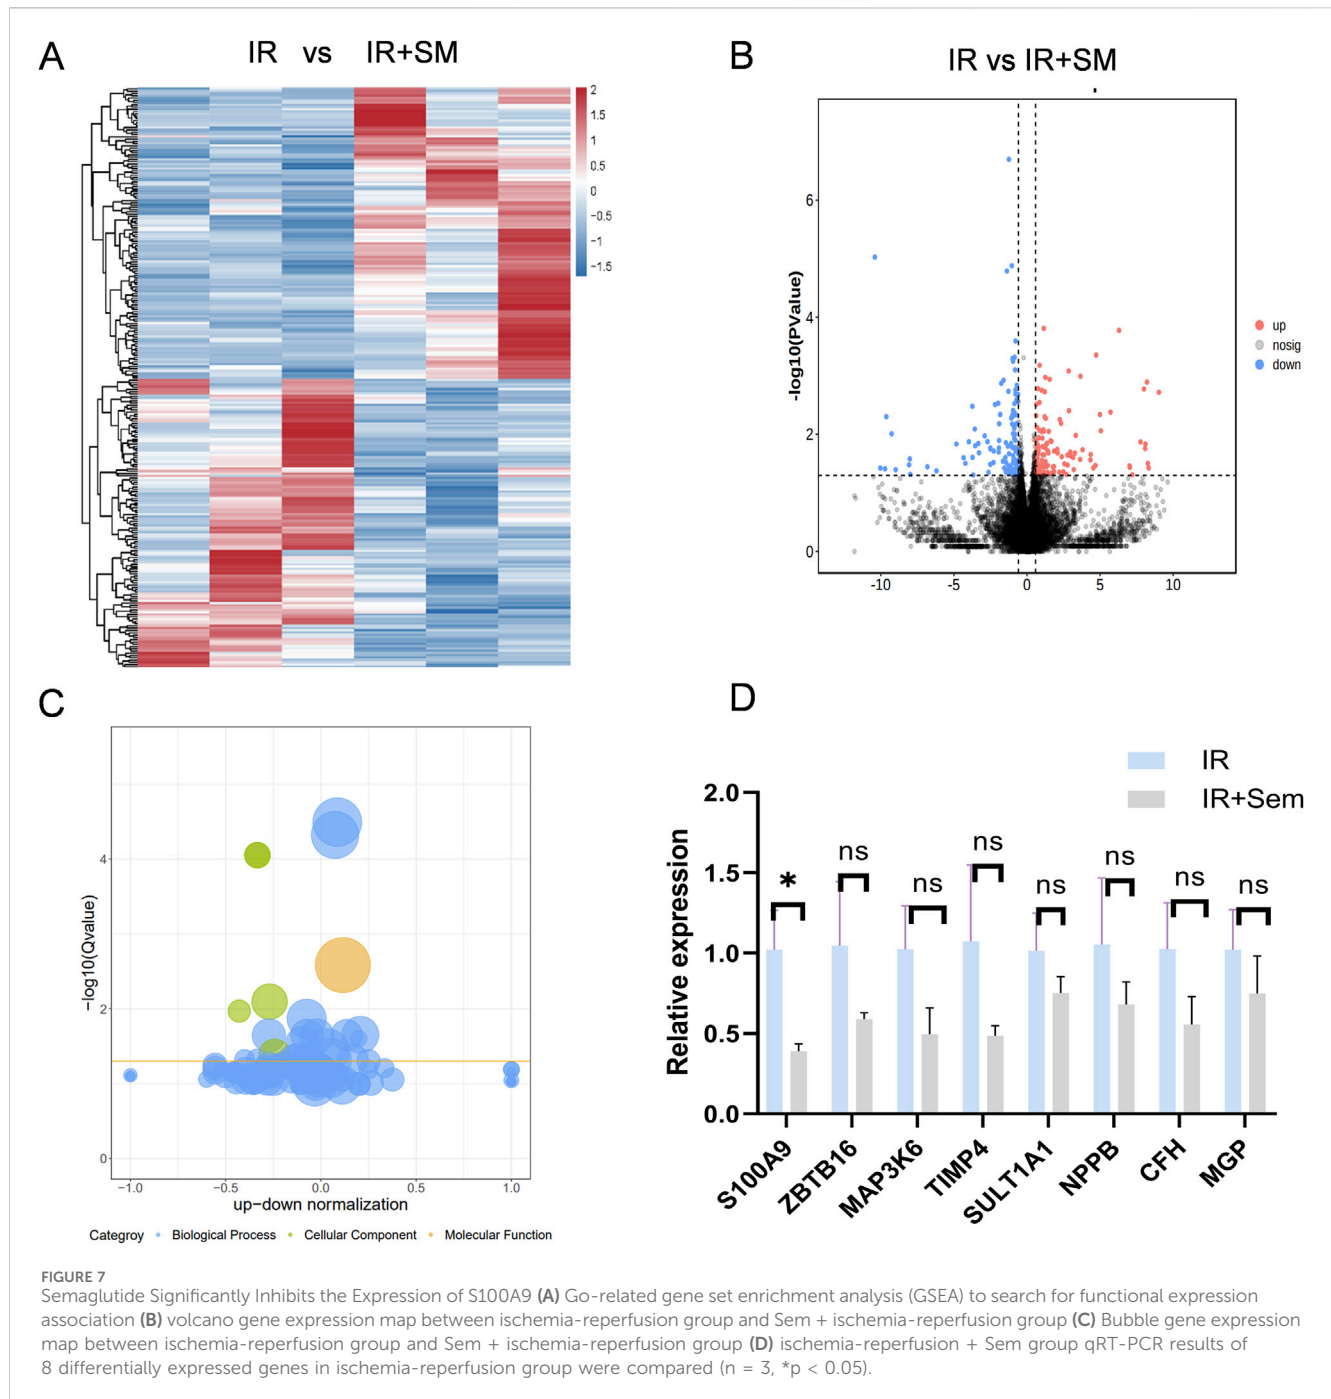 A
IR vs IR+SM
2
1.5
1
0.5
0
−0.5
−1
−1.5
B
IR vs IR+SM
-log10(PValue)
6
4
2
0
-10
-5
0
5
10
up
nosig
down
C
−log10(Qvalue)
4
2
0
−1.0
−0.5
0.0
0.5
1.0
up−down normalization
Categroy
Biological Process
Cellular Component
Molecular Function
D
IR
IR+Sem
Relative expression
2.0
1.5
1.0
0.5
0.0
*
ns
ns
ns
ns
ns
ns
ns
S100A9
ZBTB16
MAP3K6
TIMP4
SULT1A1
NPPB
CFH
MGP
FIGURE 7
Semaglutide Significantly Inhibits the Expression of S100A9 (A) Go-related gene set enrichment analysis (GSEA) to search for functional expression
association (B) volcano gene expression map between ischemia-reperfusion group and Sem + ischemia-reperfusion group (C) Bubble gene expression
map between ischemia-reperfusion group and Sem + ischemia-reperfusion group (D) ischemia-reperfusion + Sem group qRT-PCR results of
8 differentially expressed genes in ischemia-reperfusion group were compared (n = 3, *p < 0.05).